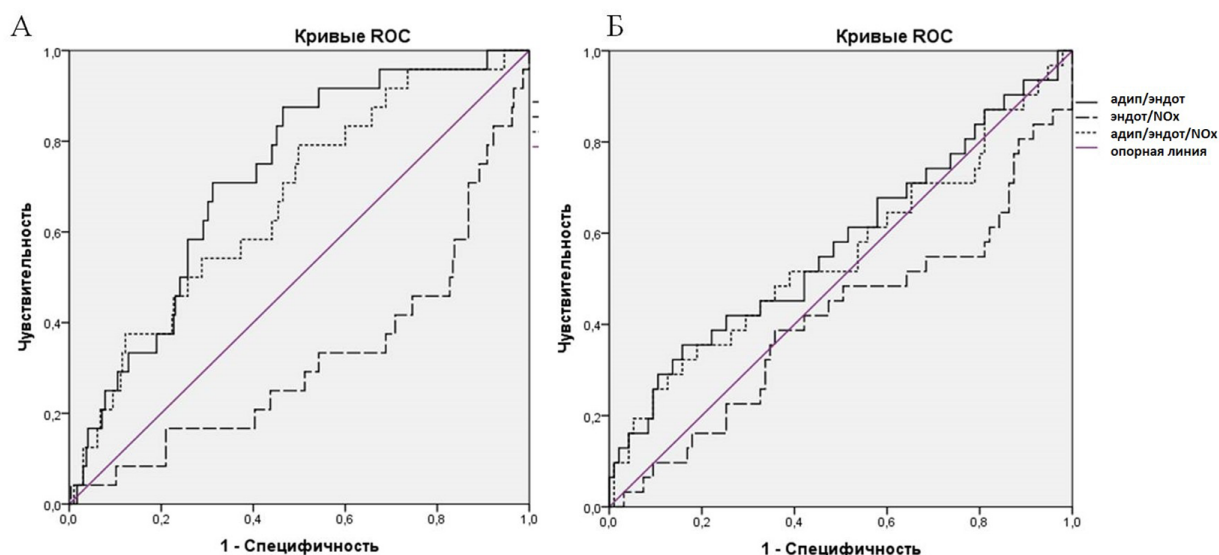 А
Кривые ROC
1,0
0,8
0,6
0,4
0,2
0,0
Чувствительность
0,0
0,2
0,4
0,6
0,8
1,0
1 - Специфичность
Б
Кривые ROC
1,0
0,8
0,6
0,4
0,2
0,0
Чувствительность
0,0
0,2
0,4
0,6
0,8
1,0
1 - Специфичность
адип/эндот
эндот/NOx
адип/эндот/NOx
опорная линия